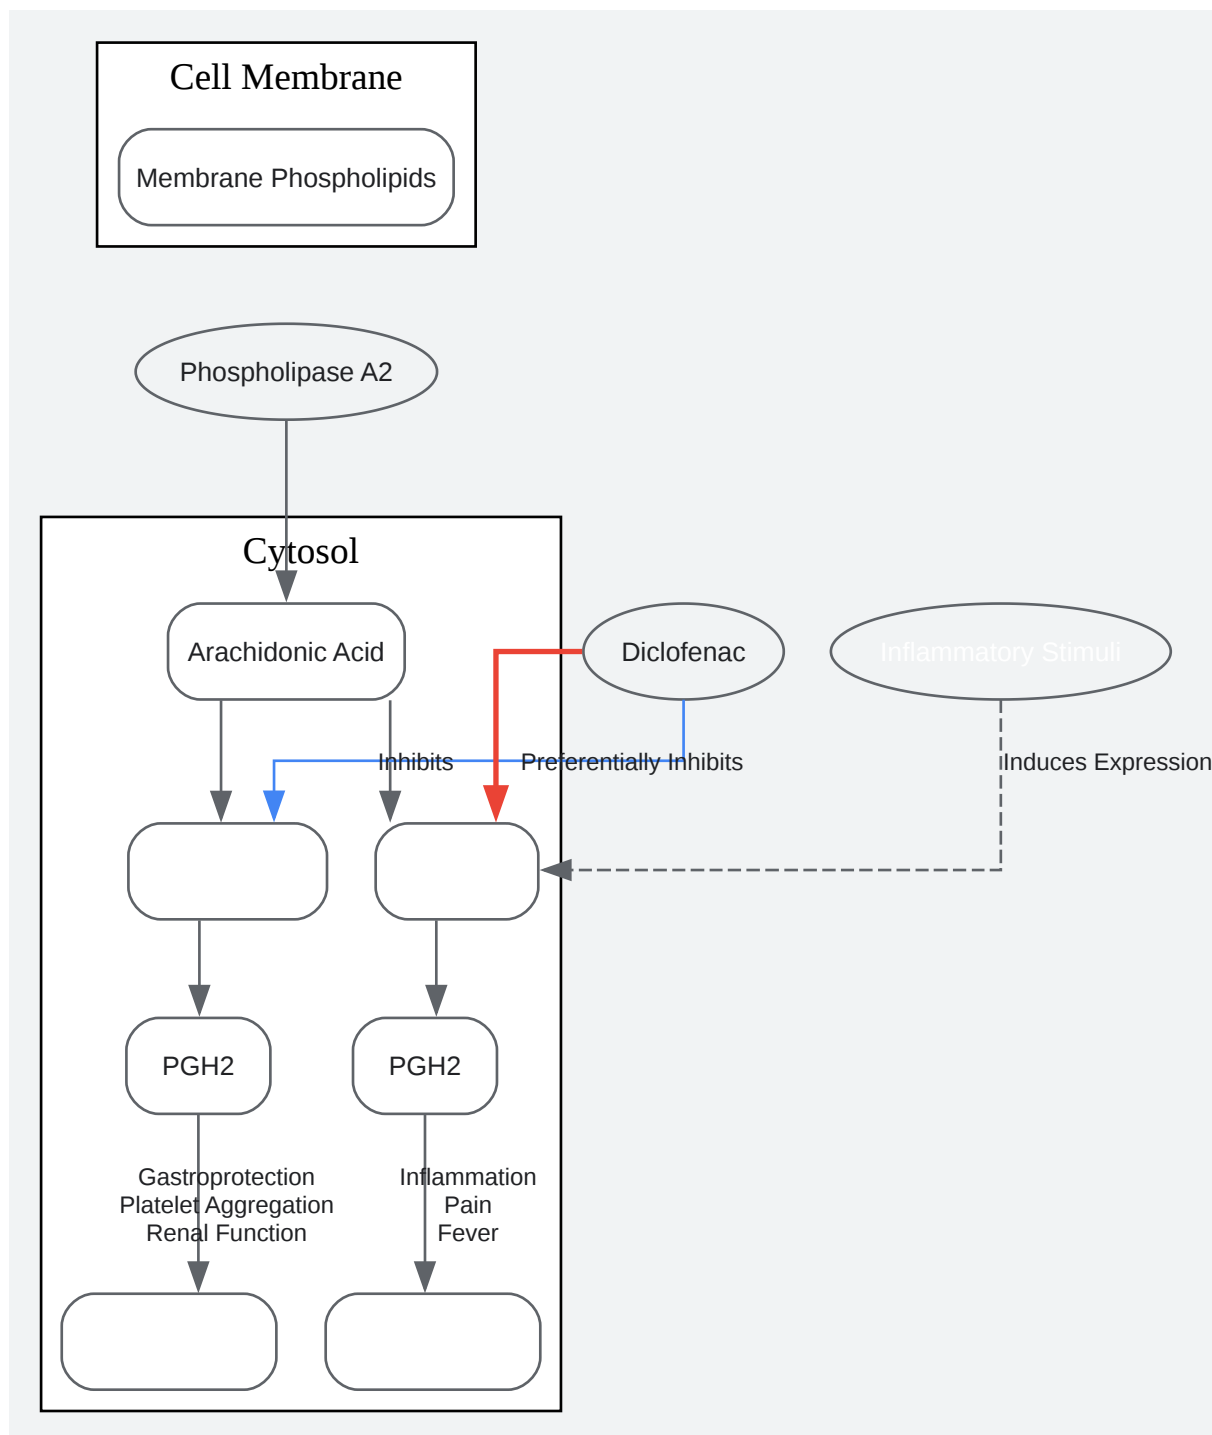 Cell Membrane
Membrane Phospholipids
Phospholipase A2
Cytosol
Arachidonic Acid
Diclofenac
Inflammatory Stimuli
Inhibits
Preferentially Inhibits
Induces Expression
PGH2
PGH2
Gastroprotection
Platelet Aggregation
Renal Function
Inflammation
Pain
Fever